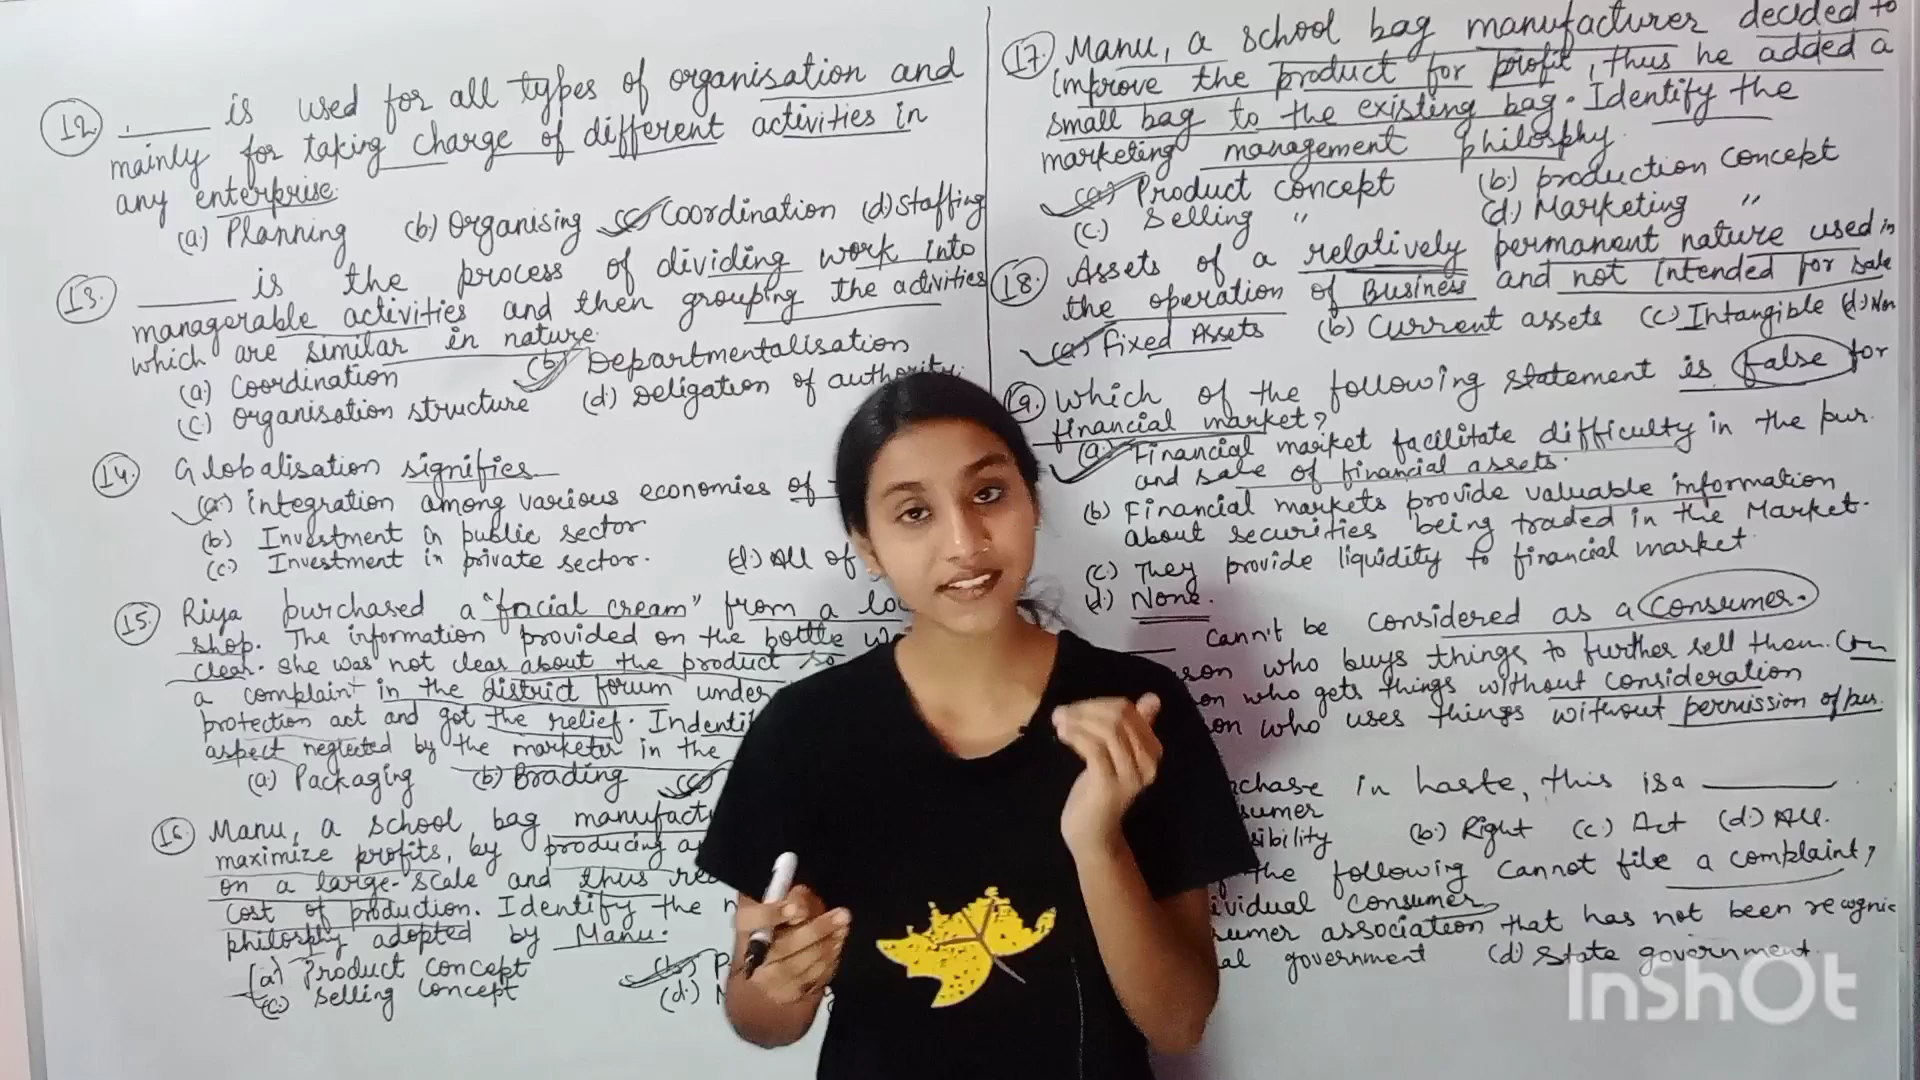 12. ____ is used for all types of organisation and
mainly for taking charge of different activities in
any enterprise.
(a.) Planning (b.) Organising (c) Coordination (d) Staffing
13. ____ is the process of dividing work into
managerable activities and then grouping the activities
which are similar in nature.
(a.) Coordination (b) Departmentalisation
(c.) Organisation structure (d.) Deligation of authority.
14. Globalisation signifies
(a) integration among various economies of
(b.) Investment in public sector
(c.) Investment in private sector. (d.) All of
15. Riya purchased a "facial cream" from a
shop. The information provided on the bottle
clear. She was not clear about the product so
a complaint in the district forum under
protection act and got the relief.
aspect neglected by the marketer in the
(a.) Packaging (b.) Brading (c)
16. Manu, a school bag
maximize profits, by producing
on a large-scale and thus
cost of production. Identify the
philosphy adopted by Manu.
(a) Product concept (b)
(c) Selling concept (d.)
17. Manu, a school bag manufacturer decided to
improve the product for profit, thus he added a
small bag to the existing bag. Identify the
marketing management philosphy.
(a) Product concept (b.) production concept
(c.) Selling " (d.) Marketing "
18. Assets of a relatively permanent nature used in
the operation of Business and not intended for sale
(a) Fixed Assets (b) Current assets (c) Intangible (d.)
19. Which of the following statement is false for
financial market?
(a) Financial market facilitate difficulty in the pur.
and sale of financial assets.
(b) Financial markets provide valuable information
about securities being traded in the Market.
(c.) They provide liquidity to financial market.
(d.) None.
____ cann't be considered as a consumer.
who buys things to further sell them.
who gets things without consideration
who uses things without permission of pur.
in haste, this is a ____
(b.) Right (c.) Act (d.) All.
the following cannot file a complaint?
consumer
association that has not been
government (d) State government.
InShOt